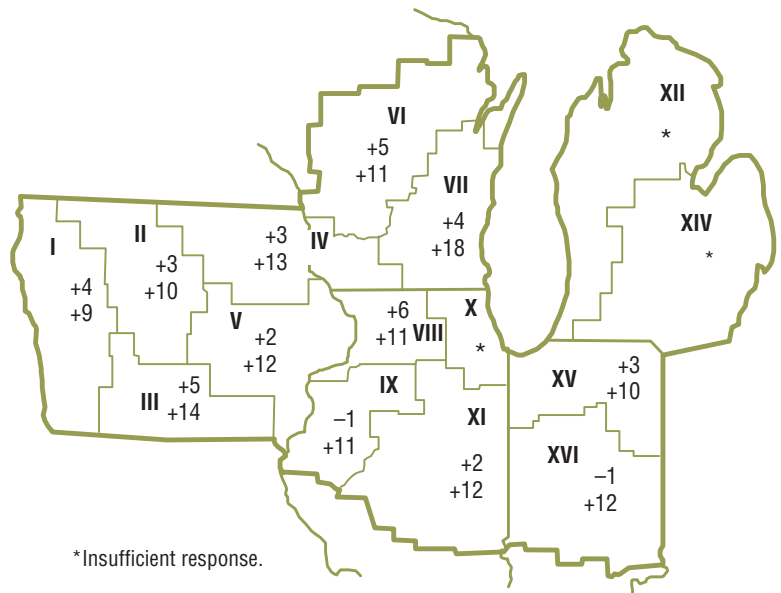 XII
*
VI
+5
+11
VII
+4
+18
XIV
*
I
+4
+9
II
+3
+10
+3
+13
IV
V
+2
+12
+6
+11
VIII
X
*
III
+5
+14
IX
–1
+11
XI
+2
+12
XV
+3
+10
XVI
–1
+12
*Insufficient response.